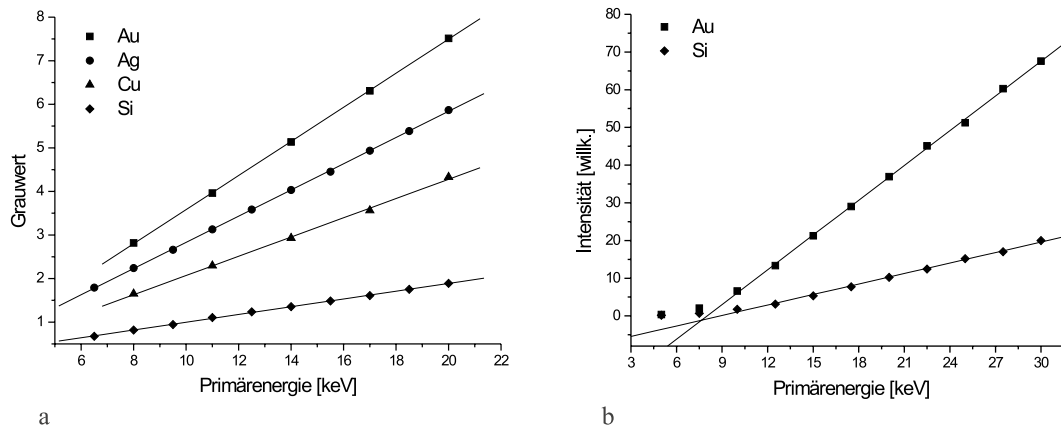 Au
Ag
Cu
Si
8
7
6
5
4
3
2
1
Grauwert
6 8 10 12 14 16 18 20 22
Primärenergie [keV]
a
Au
Si
80
70
60
50
40
30
20
10
0
Intensität [willk.]
3 6 9 12 15 18 21 24 27 30
Primärenergie [keV]
b